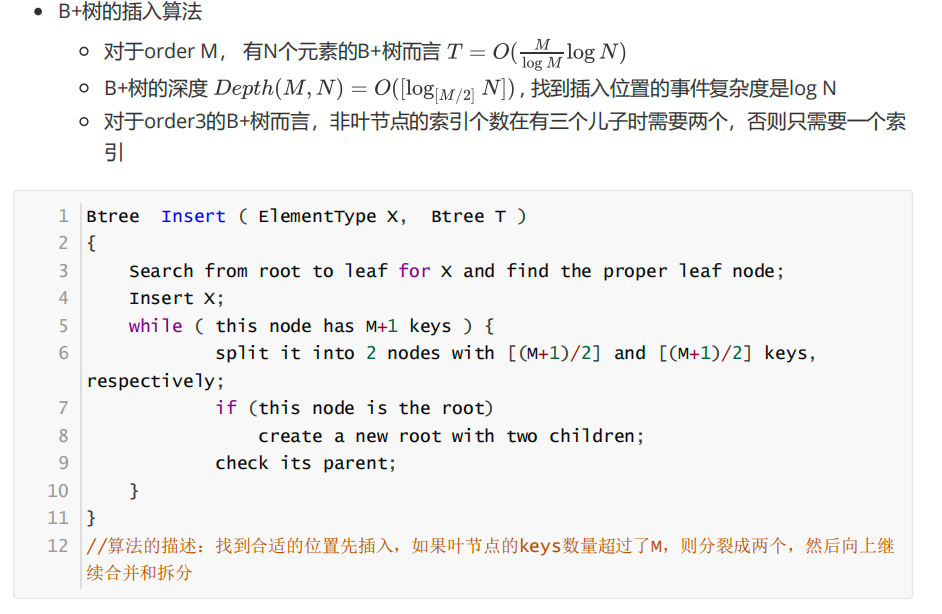 • B+树的插入算法
○ 对于order M， 有N个元素的B+树而言 T = O(M/log M log N)
○ B+树的深度 Depth(M, N) = O([log_[M/2] N]) , 找到插入位置的事件复杂度是log N
○ 对于order3的B+树而言，非叶节点的索引个数在有三个儿子时需要两个，否则只需要一个索
引
1 Btree  Insert ( ElementType X,  Btree T )
2 {
3     Search from root to leaf for X and find the proper leaf node;
4     Insert X;
5     while ( this node has M+1 keys ) {
6             split it into 2 nodes with [(M+1)/2] and [(M+1)/2] keys,
respectively;
7             if (this node is the root)
8                 create a new root with two children;
9             check its parent;
10     }
11 }
12 //算法的描述：找到合适的位置先插入，如果叶节点的keys数量超过了M，则分裂成两个，然后向上继
续合并和拆分